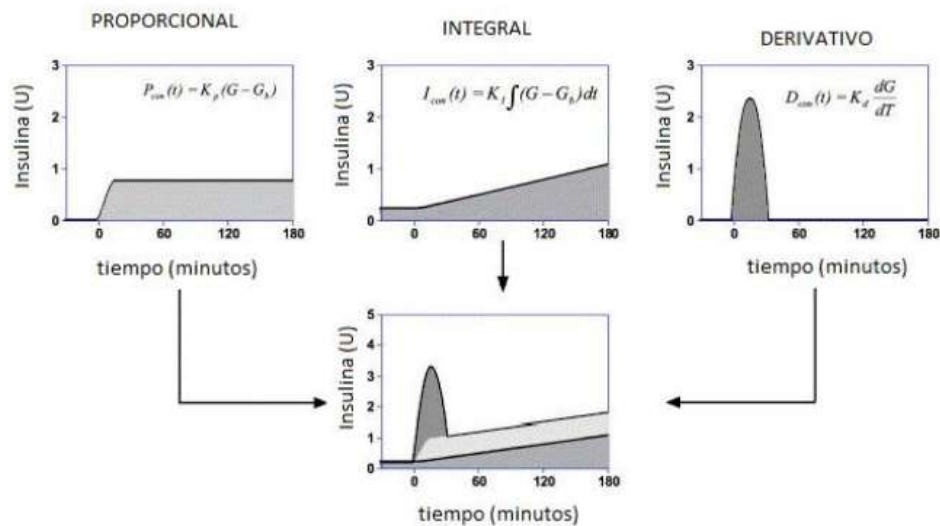 PROPORCIONAL
INTEGRAL
DERIVATIVO
Insulina (U)
3
2
1
0
P_con(t) = K_p (G − G_b)
0 60 120 180
tiempo (minutos)
Insulina (U)
3
2
1
0
I_con(t) = K_I ∫(G − G_b)dt
0 60 120 180
tiempo (minutos)
Insulina (U)
3
2
1
0
D_con(t) = K_d dG/dT
0 60 120 180
tiempo (minutos)
Insulina (U)
5
4
3
2
1
0
0 60 120 180
tiempo (minutos)